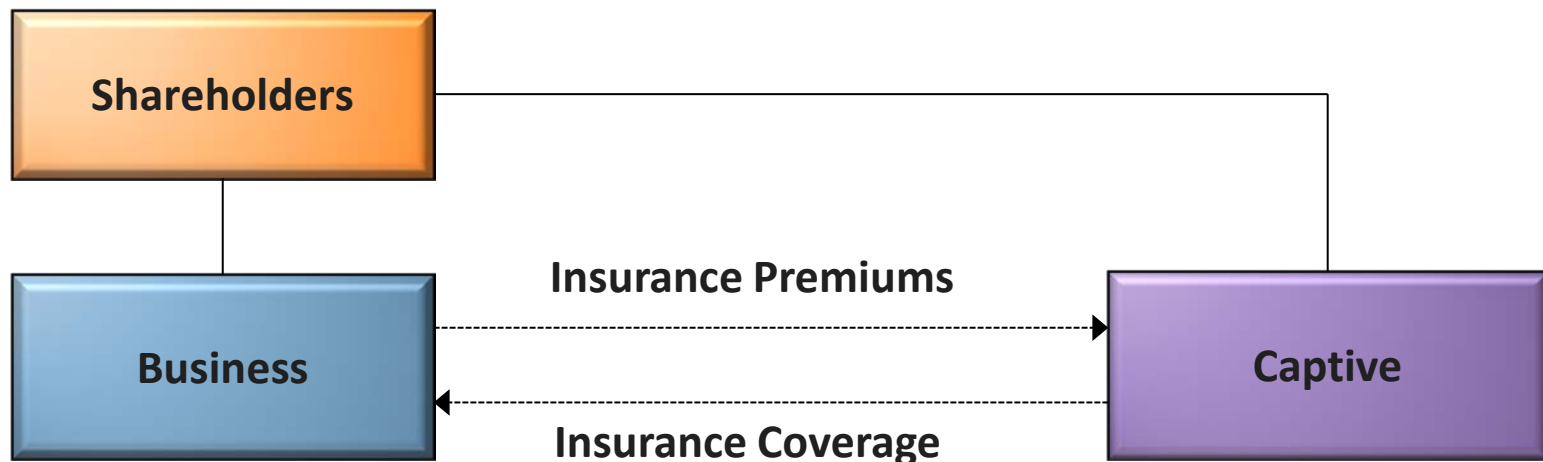 Shareholders
Insurance Premiums
Business
Captive
Insurance Coverage